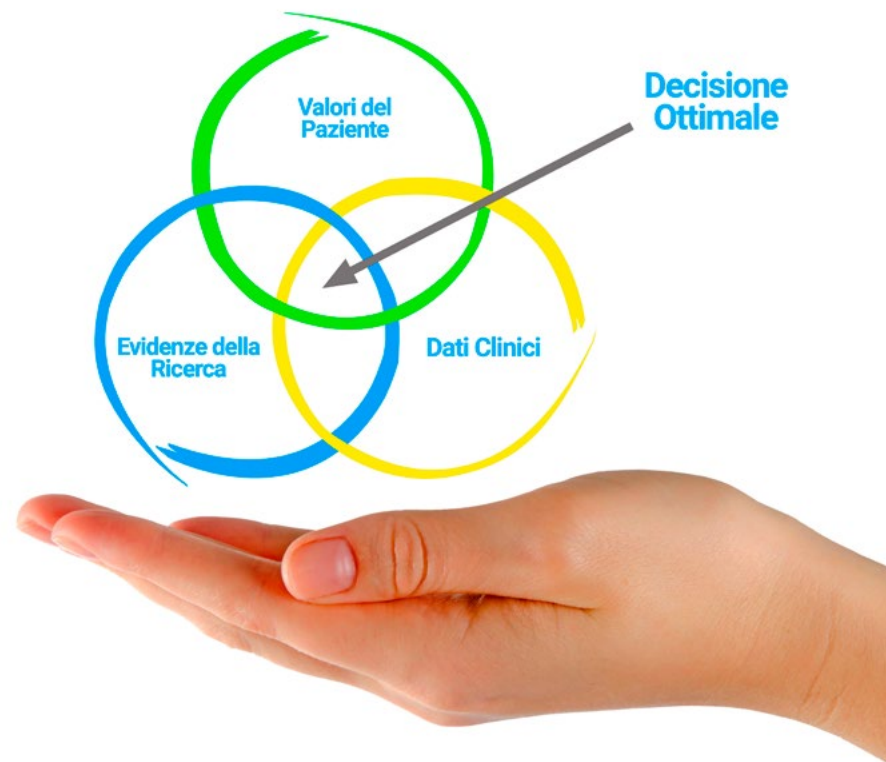 Valori del
Paziente
Decisione
Ottimale
Evidenze della
Ricerca
Dati Clinici